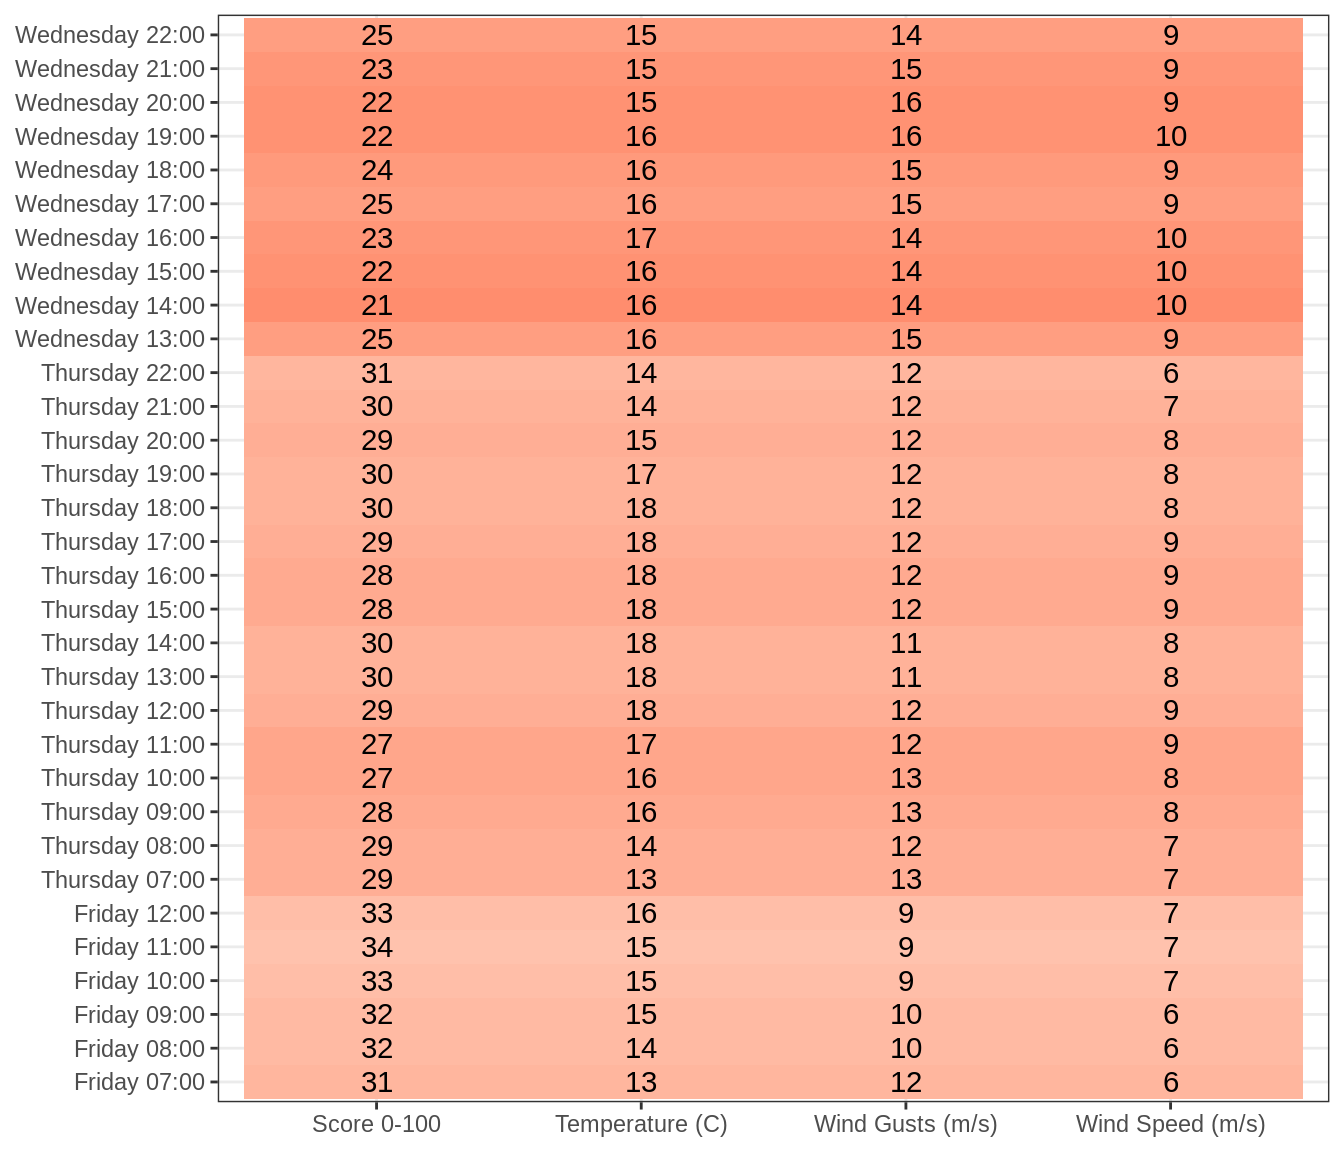 Wednesday 22:00 25 15 14 9
Wednesday 21:00 23 15 15 9
Wednesday 20:00 22 15 16 9
Wednesday 19:00 22 16 16 10
Wednesday 18:00 24 16 15 9
Wednesday 17:00 25 16 15 9
Wednesday 16:00 23 17 14 10
Wednesday 15:00 22 16 14 10
Wednesday 14:00 21 16 14 10
Wednesday 13:00 25 16 15 9
Thursday 22:00 31 14 12 6
Thursday 21:00 30 14 12 7
Thursday 20:00 29 15 12 8
Thursday 19:00 30 17 12 8
Thursday 18:00 30 18 12 8
Thursday 17:00 29 18 12 9
Thursday 16:00 28 18 12 9
Thursday 15:00 28 18 12 9
Thursday 14:00 30 18 11 8
Thursday 13:00 30 18 11 8
Thursday 12:00 29 18 12 9
Thursday 11:00 27 17 12 9
Thursday 10:00 27 16 13 8
Thursday 09:00 28 16 13 8
Thursday 08:00 29 14 12 7
Thursday 07:00 29 13 13 7
Friday 12:00 33 16 9 7
Friday 11:00 34 15 9 7
Friday 10:00 33 15 9 7
Friday 09:00 32 15 10 6
Friday 08:00 32 14 10 6
Friday 07:00 31 13 12 6
Score 0-100 Temperature (C) Wind Gusts (m/s) Wind Speed (m/s)